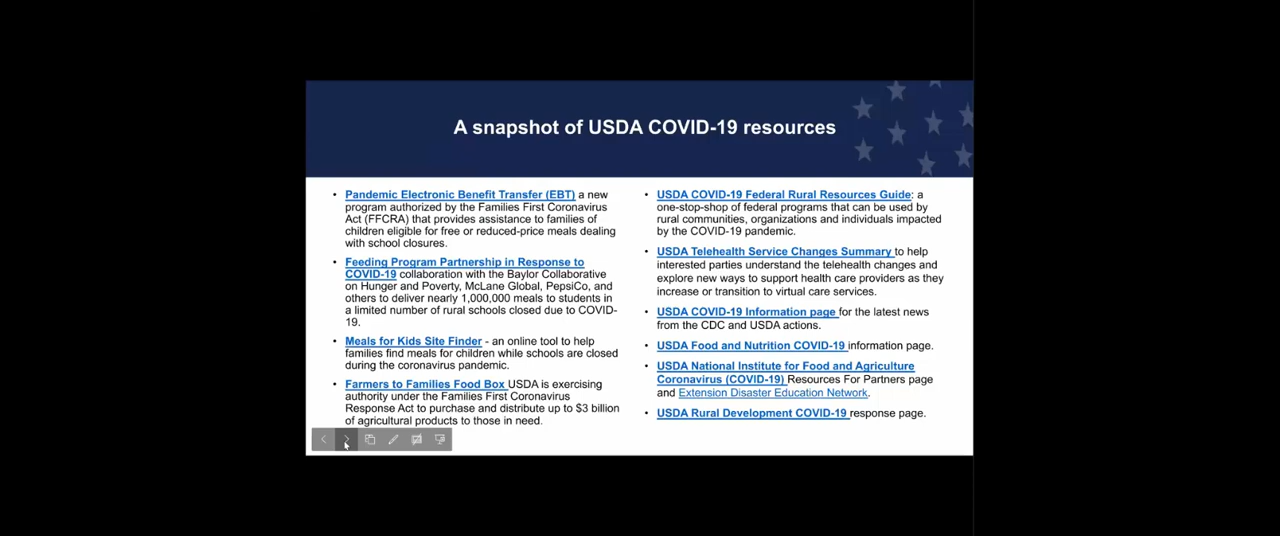 A snapshot of USDA COVID-19 resources
• Pandemic Electronic Benefit Transfer (EBT) a new
program authorized by the Families First Coronavirus
Act (FFCRA) that provides assistance to families of
children eligible for free or reduced-price meals dealing
with school closures.
• Feeding Program Partnership in Response to
COVID-19 collaboration with the Baylor Collaborative
on Hunger and Poverty, McLane Global, PepsiCo, and
others to deliver nearly 1,000,000 meals to students in
a limited number of rural schools closed due to COVID-
19.
• Meals for Kids Site Finder - an online tool to help
families find meals for children while schools are closed
during the coronavirus pandemic.
• Farmers to Families Food Box USDA is exercising
authority under the Families First Coronavirus
Response Act to purchase and distribute up to $3 billion
of agricultural products to those in need.
• USDA COVID-19 Federal Rural Resources Guide: a
one-stop-shop of federal programs that can be used by
rural communities, organizations and individuals impacted
by the COVID-19 pandemic.
• USDA Telehealth Service Changes Summary to help
interested parties understand the telehealth changes and
explore new ways to support health care providers as they
increase or transition to virtual care services.
• USDA COVID-19 Information page for the latest news
from the CDC and USDA actions.
• USDA Food and Nutrition COVID-19 information page.
• USDA National Institute for Food and Agriculture
Coronavirus (COVID-19) Resources For Partners page
and Extension Disaster Education Network.
• USDA Rural Development COVID-19 response page.